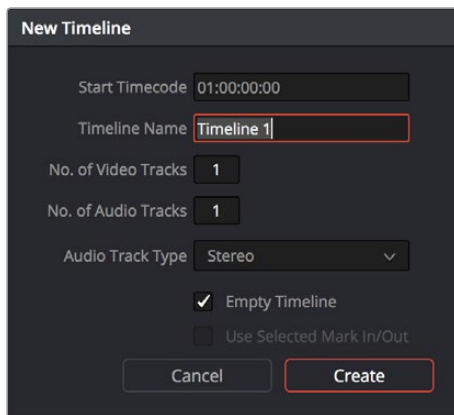 New Timeline
Start Timecode 01:00:00:00
Timeline Name Timeline 1
No. of Video Tracks 1
No. of Audio Tracks 1
Audio Track Type Stereo
Empty Timeline
Use Selected Mark In/Out
Cancel Create